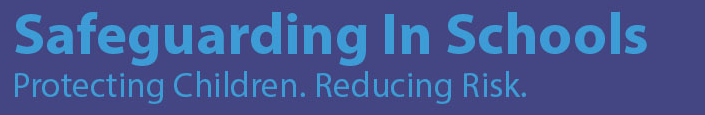 Safeguarding In Schools
Protecting Children. Reducing Risk.